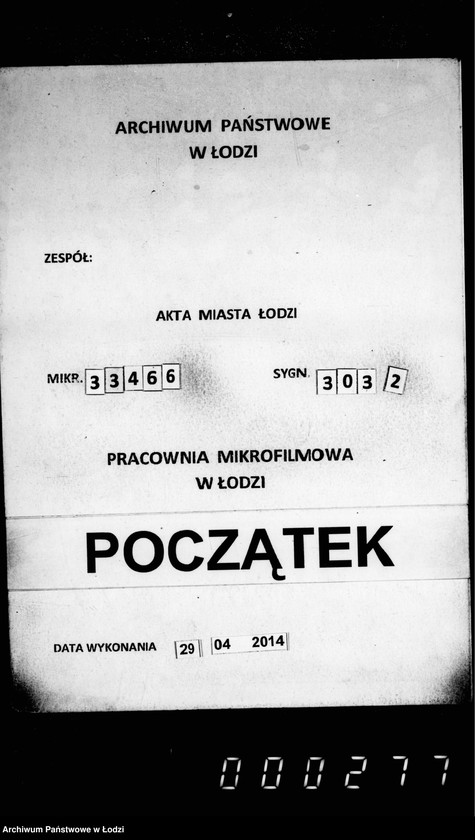 ARCHIWUM PAŃSTWOWE
W ŁODZI
ZESPÓŁ:
AKTA MIASTA ŁODZI
MIKR. 33466 SYGN. 3032
PRACOWNIA MIKROFILMOWA
W ŁODZI
POCZĄTEK
DATA WYKONANIA 29 04 2014
000277
Archiwum Państwowe w Łodzi